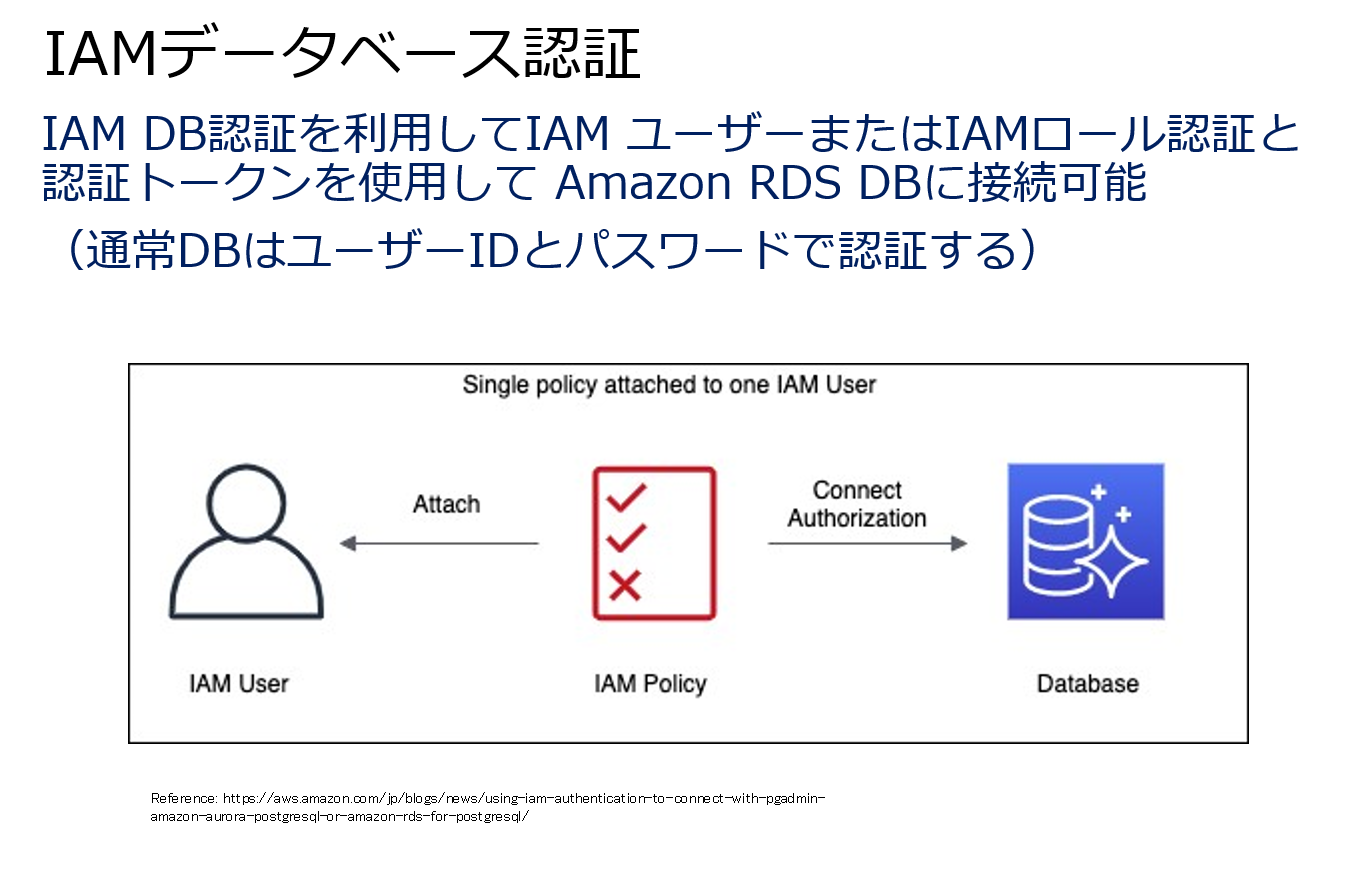 IAMデータベース認証
IAM DB認証を利用してIAM ユーザーまたはIAMロール認証と
認証トークンを使用して Amazon RDS DBに接続可能
（通常DBはユーザーIDとパスワードで認証する）
Single policy attached to one IAM User
Attach
Connect
Authorization
IAM User
IAM Policy
Database
Reference: https://aws.amazon.com/jp/blogs/news/using-iam-authentication-to-connect-with-pgadmin-
amazon-aurora-postgresql-or-amazon-rds-for-postgresql/